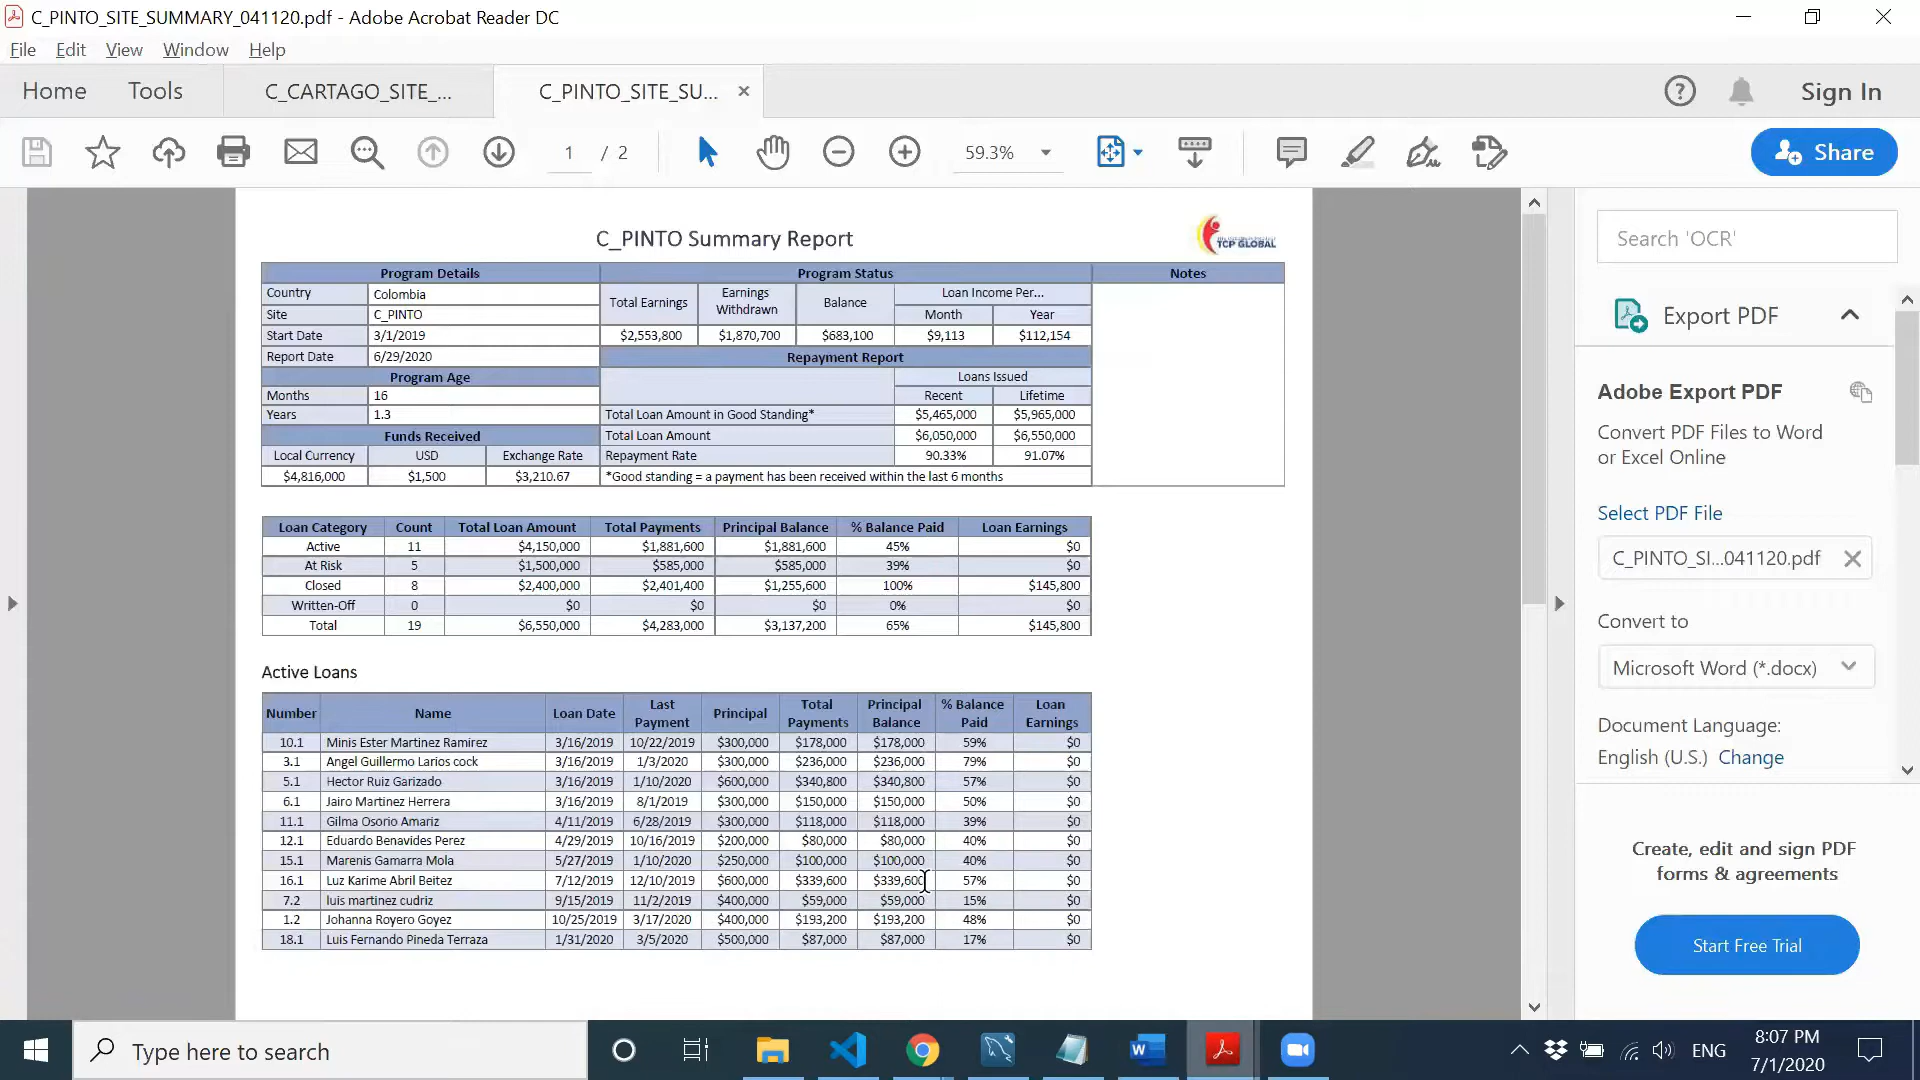 C_PINTO_SITE_SUMMARY_041120.pdf - Adobe Acrobat Reader DC
File Edit View Window Help
Home Tools C_CARTAGO_SITE_... C_PINTO_SITE_SU... ×
Sign In
1 / 2 59.3% Share
C_PINTO Summary Report
TCP GLOBAL
Program Details Program Status Notes
Country Colombia Total Earnings Earnings Withdrawn Balance Loan Income Per...
Site C_PINTO Month Year
Start Date 3/1/2019 $2,553,800 $1,870,700 $683,100 $9,113 $112,154
Report Date 6/29/2020 Repayment Report
Program Age Loans Issued
Months 16 Recent Lifetime
Years 1.3 Total Loan Amount in Good Standing* $5,465,000 $5,965,000
Funds Received Total Loan Amount $6,050,000 $6,550,000
Local Currency USD Exchange Rate Repayment Rate 90.33% 91.07%
$4,816,000 $1,500 $3,210.67 *Good standing = a payment has been received within the last 6 months
Loan Category Count Total Loan Amount Total Payments Principal Balance % Balance Paid Loan Earnings
Active 11 $4,150,000 $1,881,600 $1,881,600 45% $0
At Risk 5 $1,500,000 $585,000 $585,000 39% $0
Closed 8 $2,400,000 $2,401,400 $1,255,600 100% $145,800
Written-Off 0 $0 $0 $0 0% $0
Total 19 $6,550,000 $4,283,000 $3,137,200 65% $145,800
Active Loans
Number Name Loan Date Last Payment Principal Total Payments Principal Balance % Balance Paid Loan Earnings
10.1 Minis Ester Martinez Ramirez 3/16/2019 10/22/2019 $300,000 $178,000 $178,000 59% $0
3.1 Angel Guillermo Larios cock 3/16/2019 1/3/2020 $300,000 $236,000 $236,000 79% $0
5.1 Hector Ruiz Garizado 3/16/2019 1/10/2020 $600,000 $340,800 $340,800 57% $0
6.1 Jairo Martinez Herrera 3/16/2019 8/1/2019 $300,000 $150,000 $150,000 50% $0
11.1 Gilma Osorio Amariz 4/11/2019 6/28/2019 $300,000 $118,000 $118,000 39% $0
12.1 Eduardo Benavides Perez 4/29/2019 10/16/2019 $200,000 $80,000 $80,000 40% $0
15.1 Marenis Gamarra Mola 5/27/2019 1/10/2020 $250,000 $100,000 $100,000 40% $0
16.1 Luz Karime Abril Beitez 7/12/2019 12/10/2019 $600,000 $339,600 $339,600 57% $0
7.2 luis martinez cudriz 9/15/2019 11/2/2019 $400,000 $59,000 $59,000 15% $0
1.2 Johanna Royero Goyez 10/25/2019 3/17/2020 $400,000 $193,200 $193,200 48% $0
18.1 Luis Fernando Pineda Terraza 1/31/2020 3/5/2020 $500,000 $87,000 $87,000 17% $0
Search 'OCR'
Export PDF
Adobe Export PDF
Convert PDF Files to Word
or Excel Online
Select PDF File
C_PINTO_SI...041120.pdf
Convert to
Microsoft Word (*.docx)
Document Language:
English (U.S.) Change
Create, edit and sign PDF
forms & agreements
Start Free Trial
Type here to search
ENG
8:07 PM
7/1/2020